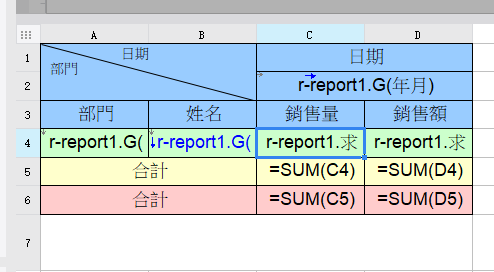 A B C D
1 日期 日期
部門
2 r-report1.G(年月)
3 部門 姓名 銷售量 銷售額
4 r-report1.G( r-report1.G( r-report1.求 r-report1.求
5 合計 =SUM(C4) =SUM(D4)
6 合計 =SUM(C5) =SUM(D5)
7